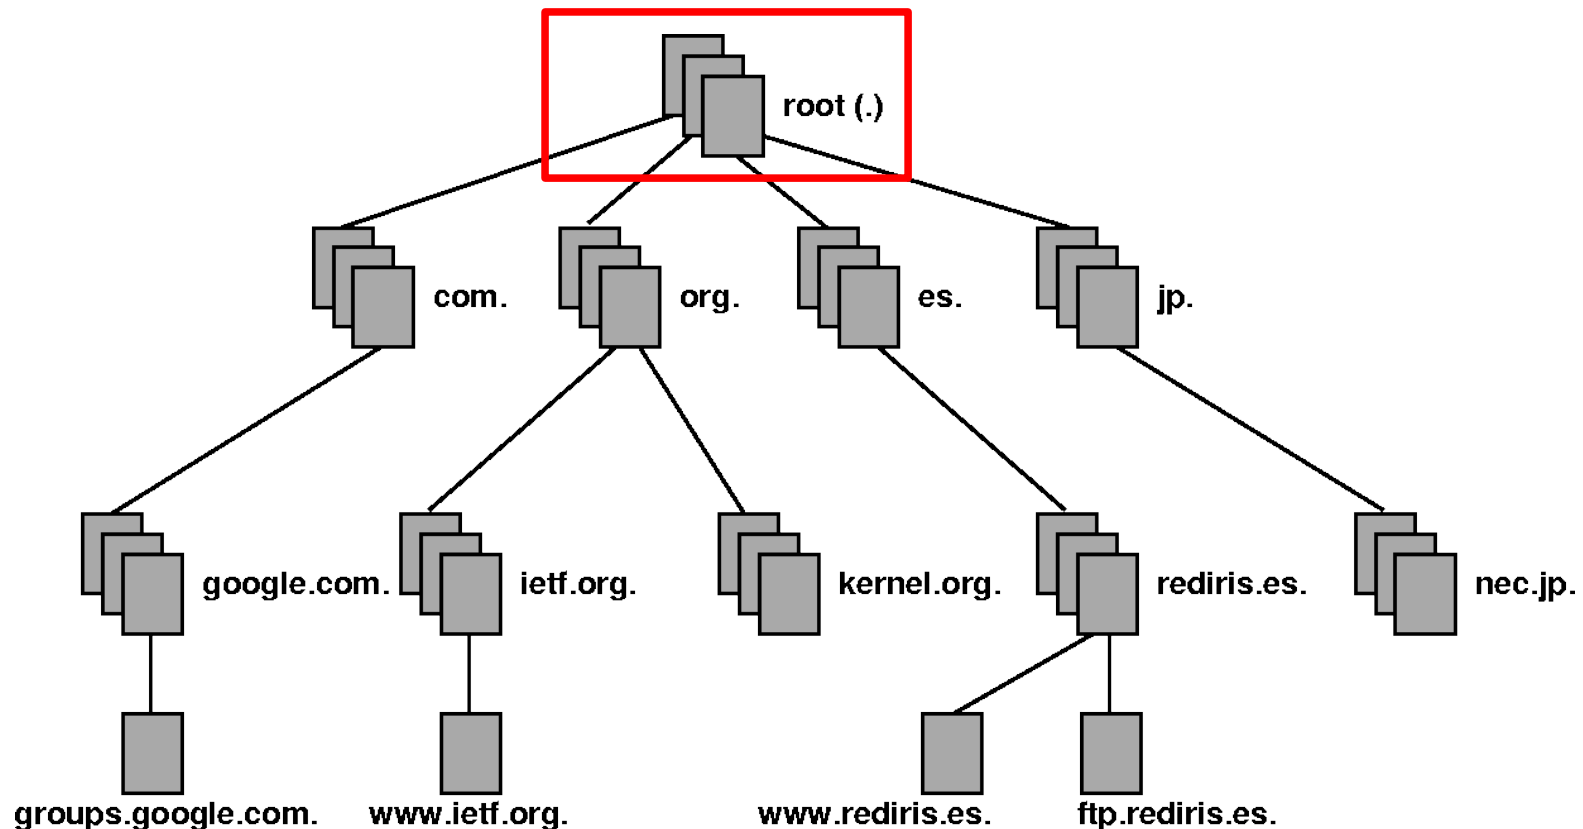 root (.)
com.
org.
es.
jp.
google.com.
ietf.org.
kernel.org.
rediris.es.
nec.jp.
groups.google.com.
www.ietf.org.
www.rediris.es.
ftp.rediris.es.